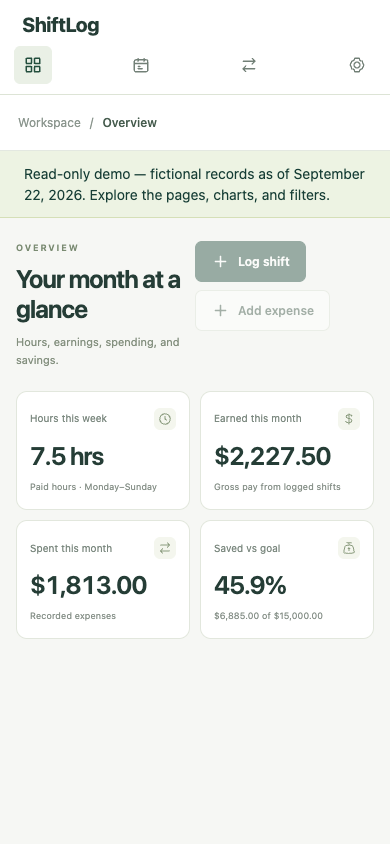 ShiftLog
Workspace / Overview
Read-only demo — fictional records as of September
22, 2026. Explore the pages, charts, and filters.
OVERVIEW
Your month at a
glance
Hours, earnings, spending, and
savings.
Log shift
Add expense
Hours this week
7.5 hrs
Paid hours · Monday–Sunday
Earned this month
$
$2,227.50
Gross pay from logged shifts
Spent this month
$1,813.00
Recorded expenses
Saved vs goal
45.9%
$6,885.00 of $15,000.00